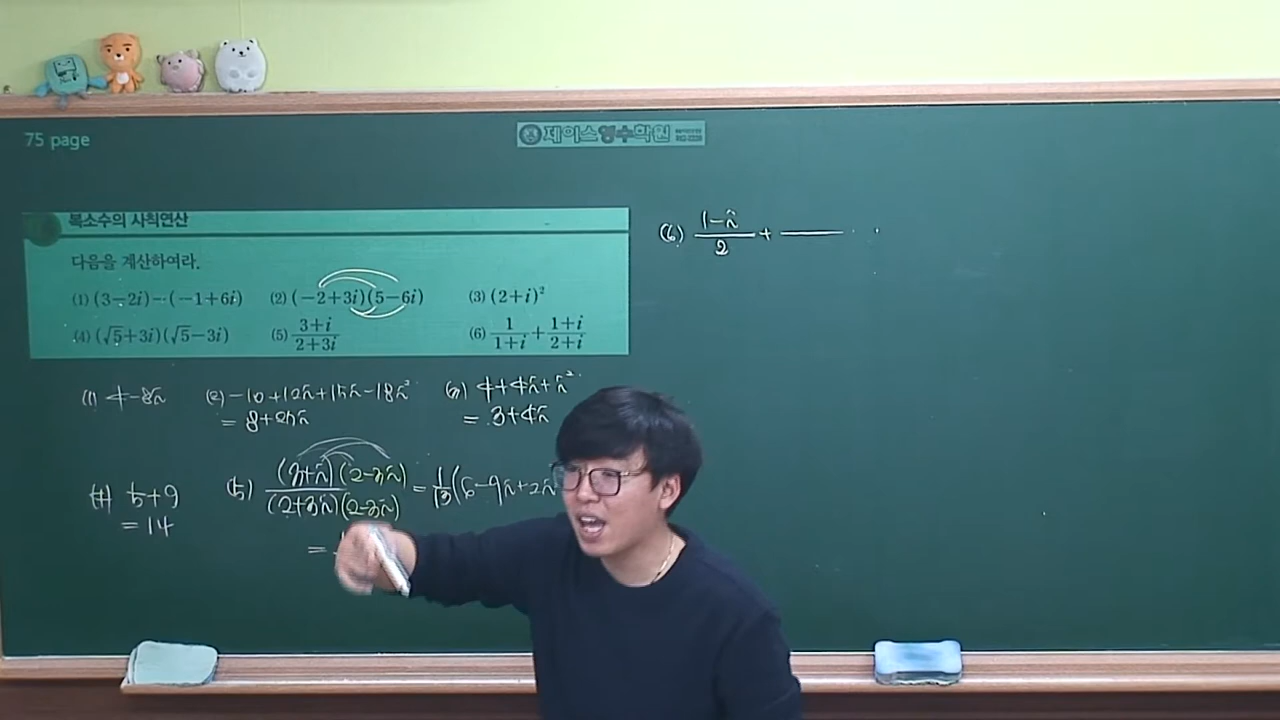 75 page
제이스영수학원
복소수의 사칙연산
다음을 계산하여라.
(1) (3-2i)-(-1+6i) (2) (-2+3i)(5-6i) (3) (2+i)²
(4) (√5+3i)(√5-3i) (5) (3+i)/(2+3i) (6) 1/(1+i)+(1+i)/(2+i)
(6) (1-i)/2 +
(1) 4-8i (2) -10+12i+15i-18i² (3) 4+4i+i²
= 8+27i = 3+4i
(4) 5+9 (5) (3+i)(2-3i)/(2+3i)(2-3i) = 1/13(6-9i+2i
= 14 =